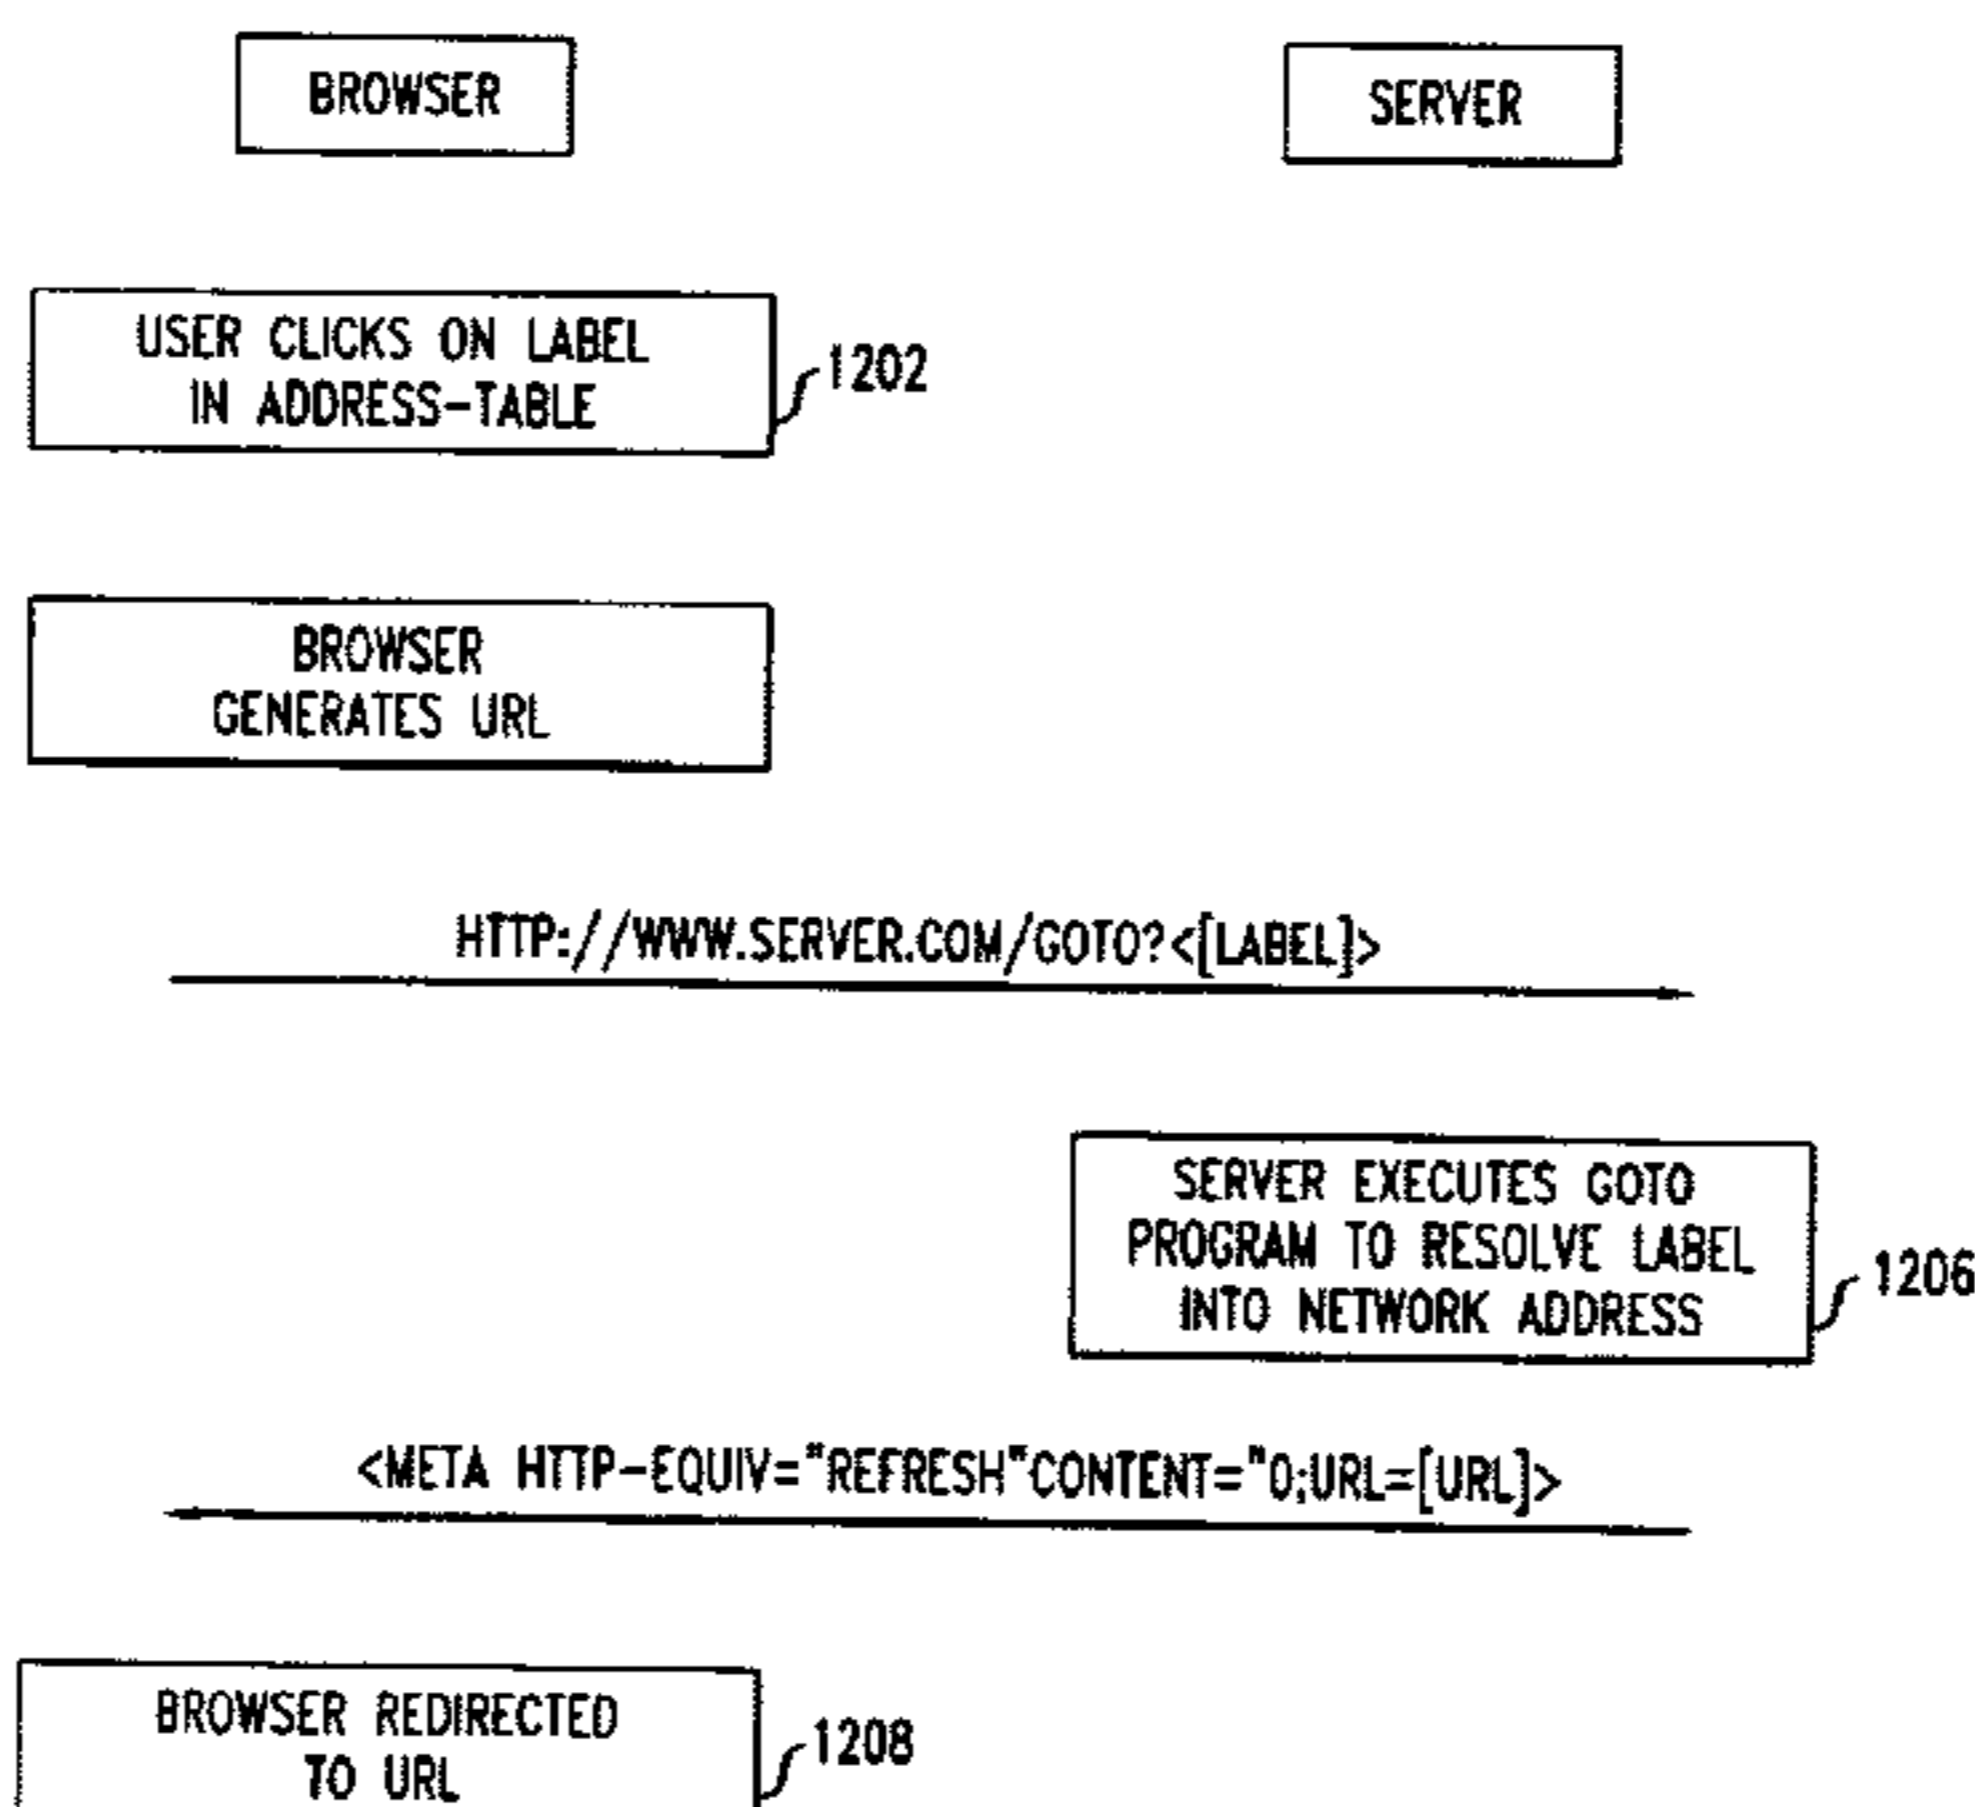 BROWSER
SERVER
USER CLICKS ON LABEL
IN ADDRESS-TABLE
1202
BROWSER
GENERATES URL
HTTP://WWW.SERVER.COM/GOTO?<[LABEL]>
SERVER EXECUTES GOTO
PROGRAM TO RESOLVE LABEL
INTO NETWORK ADDRESS
1206
<META HTTP-EQUIV="REFRESH"CONTENT="0;URL=[URL]>
BROWSER REDIRECTED
TO URL
1208